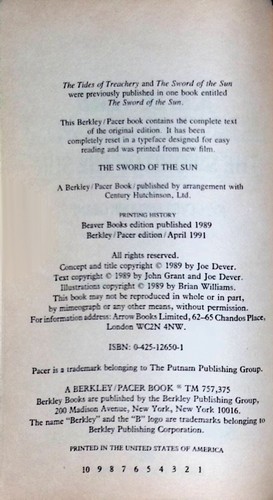 The Tides of Treachery and The Sword of the Sun
were previously published in one book entitled
The Sword of the Sun.
This Berkley/Pacer book contains the complete text
of the original edition. It has been
completely reset in a typeface designed for easy
reading and was printed from new film.
THE SWORD OF THE SUN
A Berkley/Pacer Book/published by arrangement with
Century Hutchinson, Ltd.
PRINTING HISTORY
Beaver Books edition published 1989
Berkley/Pacer edition/April 1991
All rights reserved.
Concept and title copyright © 1989 by Joe Dever.
Text copyright © 1989 by John Grant and Joe Dever.
Illustrations copyright © 1989 by Brian Williams.
This book may not be reproduced in whole or in part,
by mimeograph or any other means, without permission.
For information address: Arrow Books Limited, 62-65 Chandos Place,
London WC2N 4NW.
ISBN: 0-425-12650-1
Pacer is a trademark belonging to The Putnam Publishing Group.
A BERKLEY/PACER BOOK ® TM 757,375
Berkley Books are published by the Berkley Publishing Group,
200 Madison Avenue, New York, New York 10016.
The name "Berkley" and the "B" logo are trademarks belonging to
Berkley Publishing Corporation.
PRINTED IN THE UNITED STATES OF AMERICA
10 9 8 7 6 5 4 3 2 1